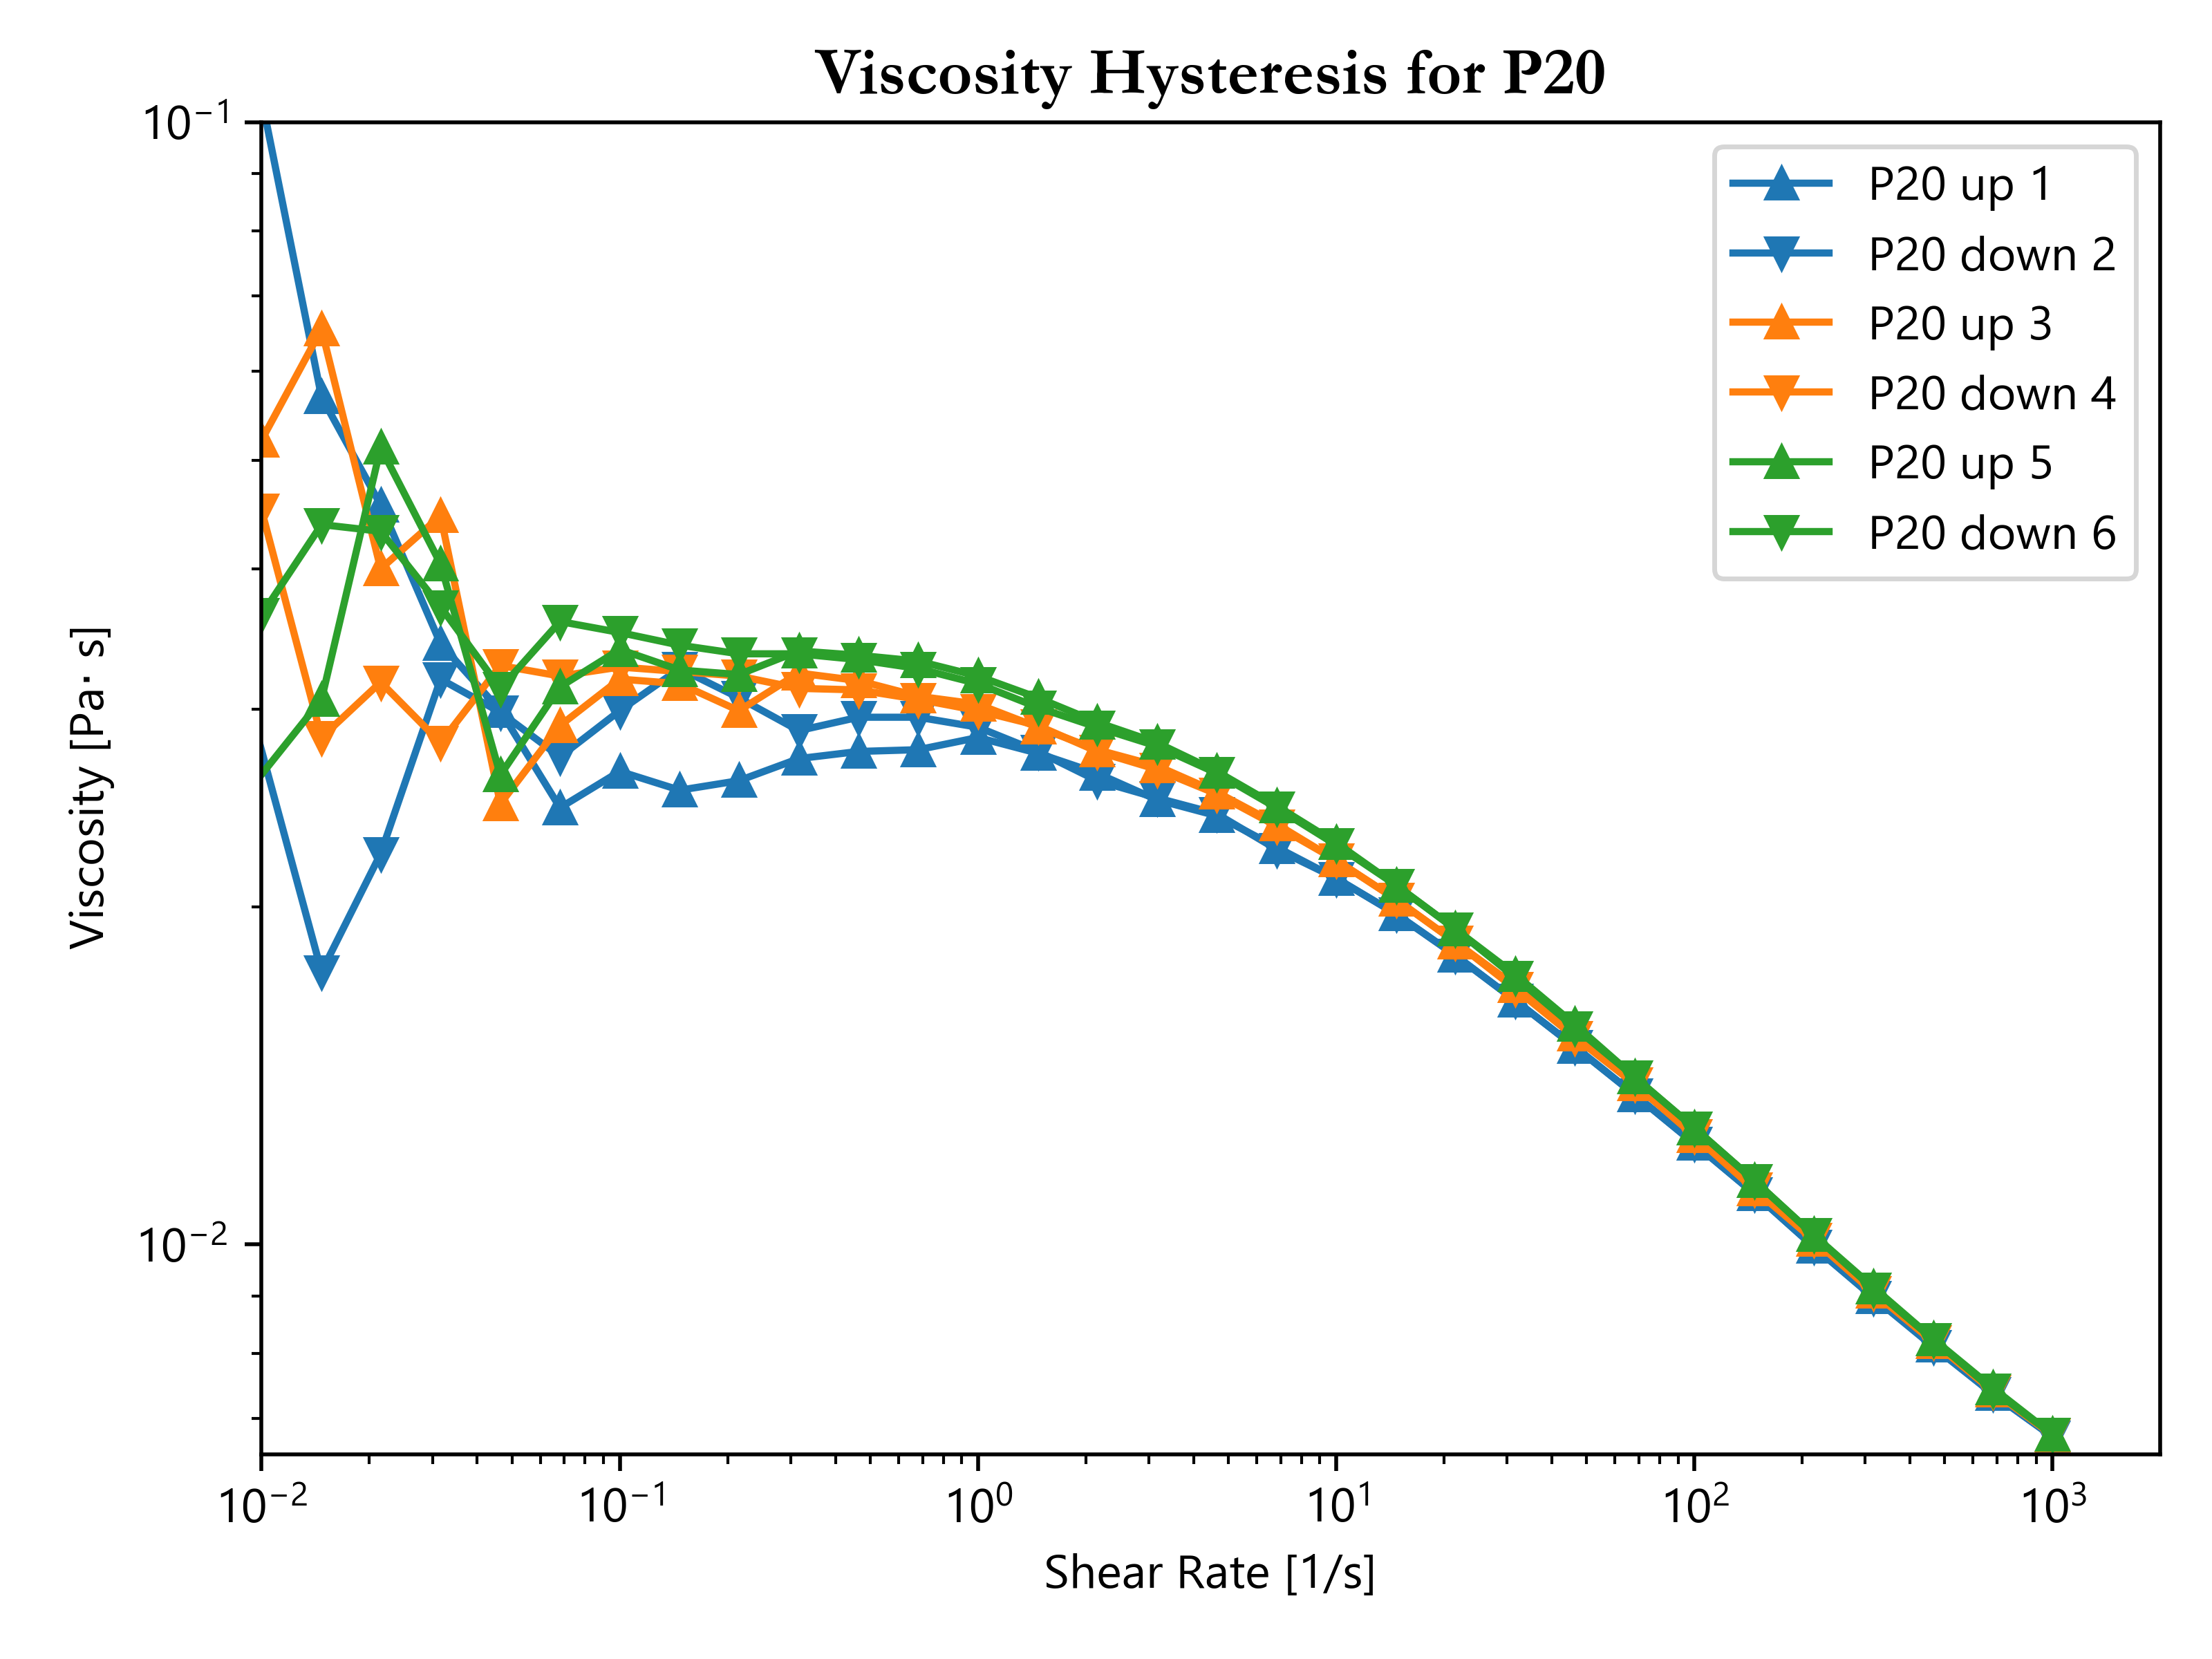 Viscosity Hysteresis for P20
10⁻¹
P20 up 1
P20 down 2
P20 up 3
P20 down 4
P20 up 5
P20 down 6
Viscosity [Pa· s]
10⁻²
10⁻² 10⁻¹ 10⁰ 10¹ 10² 10³
Shear Rate [1/s]